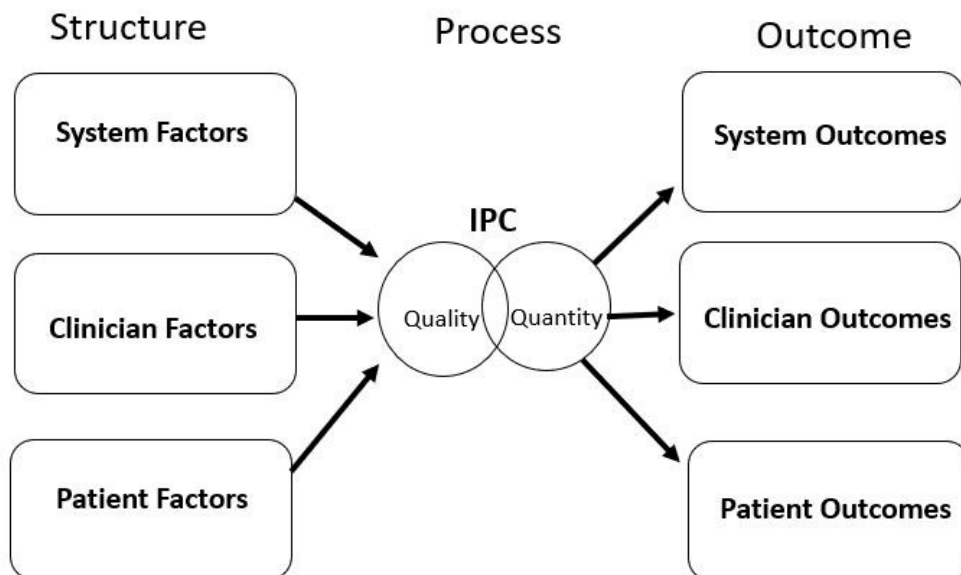 Structure
Process
Outcome
System Factors
System Outcomes
IPC
Clinician Factors
Quality
Quantity
Clinician Outcomes
Patient Factors
Patient Outcomes